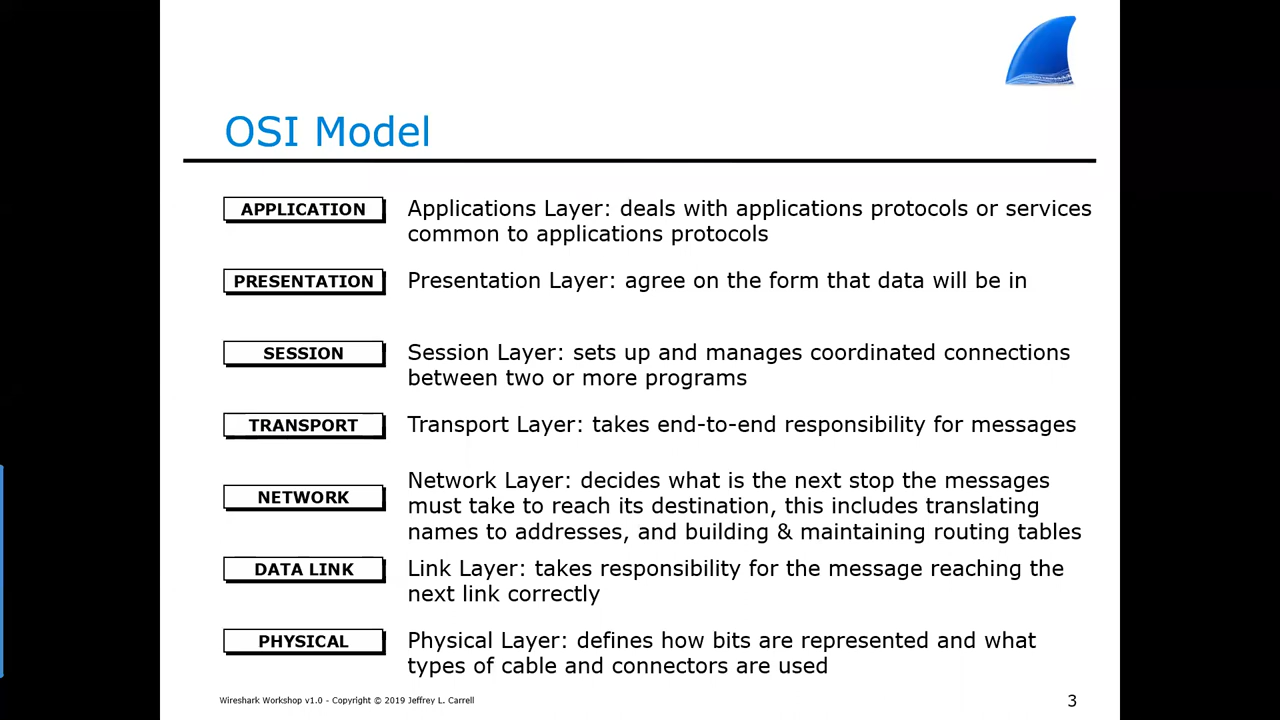 OSI Model
APPLICATION
Applications Layer: deals with applications protocols or services
common to applications protocols
PRESENTATION
Presentation Layer: agree on the form that data will be in
SESSION
Session Layer: sets up and manages coordinated connections
between two or more programs
TRANSPORT
Transport Layer: takes end-to-end responsibility for messages
NETWORK
Network Layer: decides what is the next stop the messages
must take to reach its destination, this includes translating
names to addresses, and building & maintaining routing tables
DATA LINK
Link Layer: takes responsibility for the message reaching the
next link correctly
PHYSICAL
Physical Layer: defines how bits are represented and what
types of cable and connectors are used
Wireshark Workshop v1.0 - Copyright © 2019 Jeffrey L. Carrell
3